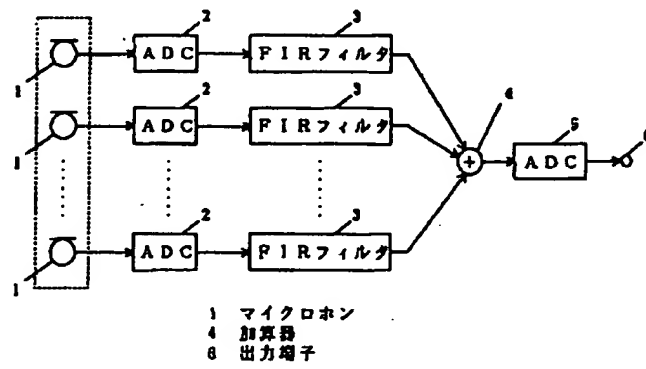 2 3
1 ADC FIRフィルタ
2 3 4
1 ADC FIRフィルタ 5 6
+ ADC
2 3
1 ADC FIRフィルタ
1 マイクロホン
4 加算器
6 出力端子